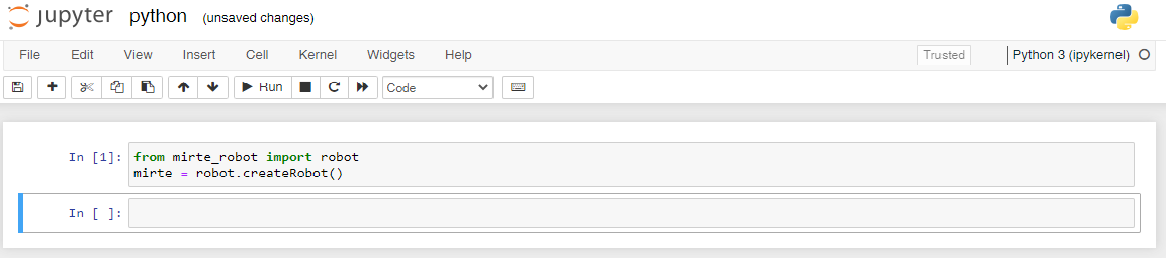 jupyter python (unsaved changes)
File Edit View Insert Cell Kernel Widgets Help Trusted Python 3 (ipykernel)
Run Code
In [1]: from mirte_robot import robot
mirte = robot.createRobot()
In [ ]: